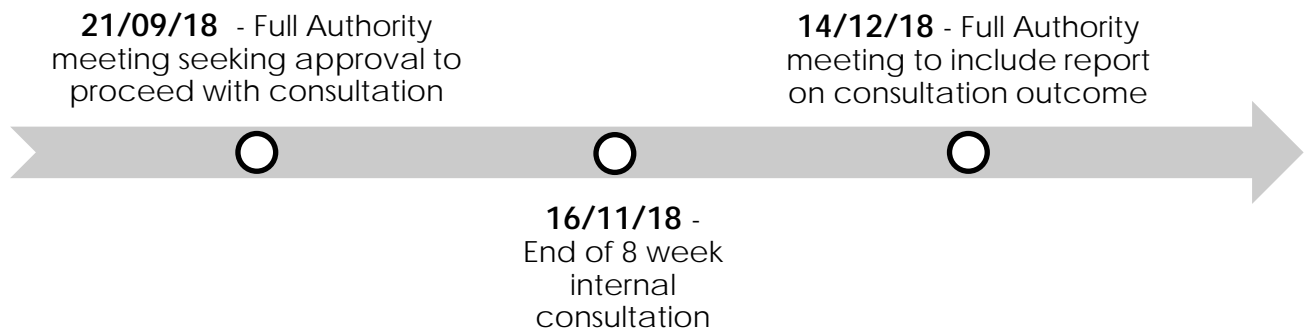 21/09/18 - Full Authority
meeting seeking approval to
proceed with consultation
14/12/18 - Full Authority
meeting to include report
on consultation outcome
16/11/18 -
End of 8 week
internal
consultation